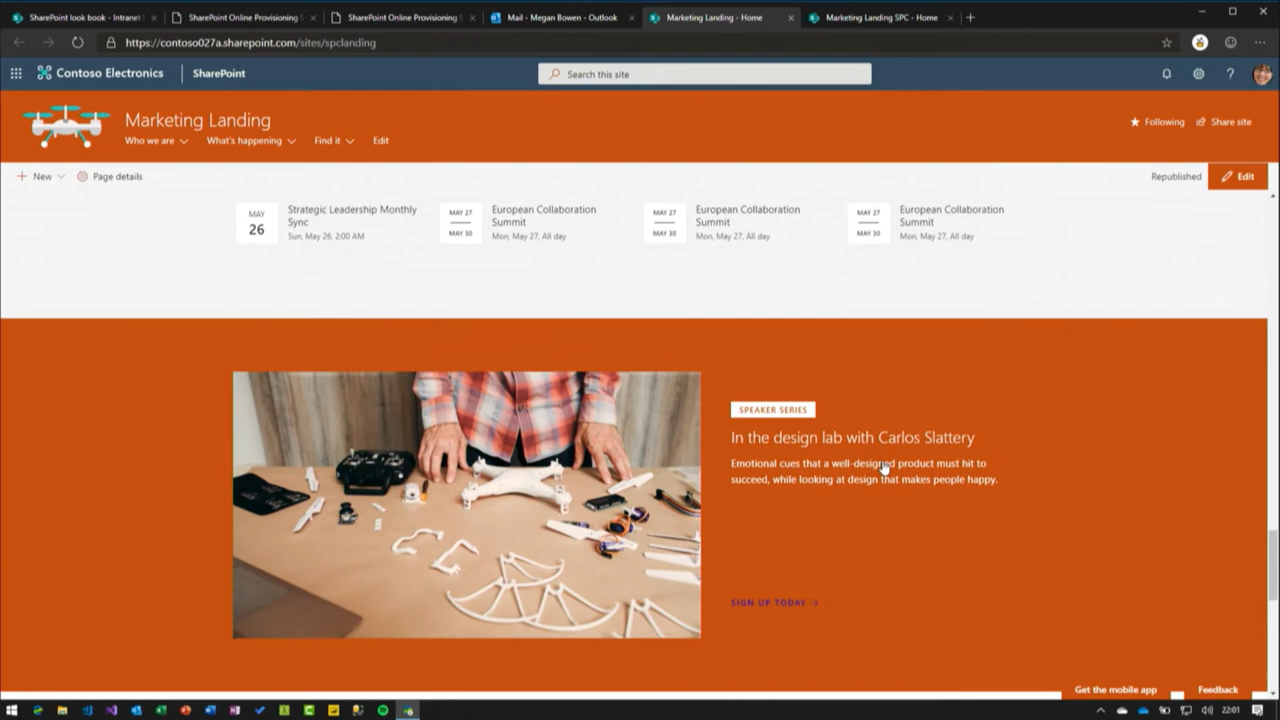 SharePoint look book - Intranet
SharePoint Online Provisioning S
SharePoint Online Provisioning S
Mail - Megan Bowen - Outlook
Marketing Landing - Home
Marketing Landing SPC - Home
https://contoso027a.sharepoint.com/sites/spclanding
Contoso Electronics
SharePoint
Search this site
Marketing Landing
Who we are
What's happening
Find it
Edit
Following
Share site
New
Page details
Republished
Edit
MAY
26
Strategic Leadership Monthly
Sync
Sun, May 26, 2:00 AM
MAY 27
MAY 30
European Collaboration
Summit
Mon, May 27, All day
MAY 27
MAY 30
European Collaboration
Summit
Mon, May 27, All day
MAY 27
MAY 30
European Collaboration
Summit
Mon, May 27, All day
SPEAKER SERIES
In the design lab with Carlos Slattery
Emotional cues that a well-designed product must hit to
succeed, while looking at design that makes people happy.
SIGN UP TODAY →
Get the mobile app
Feedback
22:01